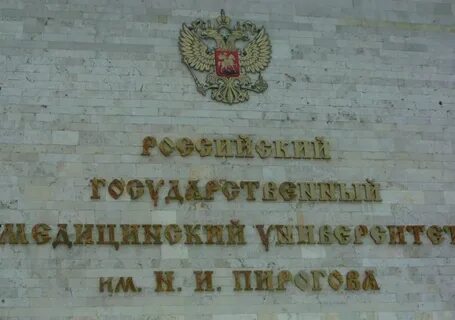 РОССИЙСКИЙ
ГОСУДАРСТВЕННЫЙ
МЕДИЦИНСКИЙ УНИВЕРСИТЕТ
ИМ. Н. И. ПИРОГОВА